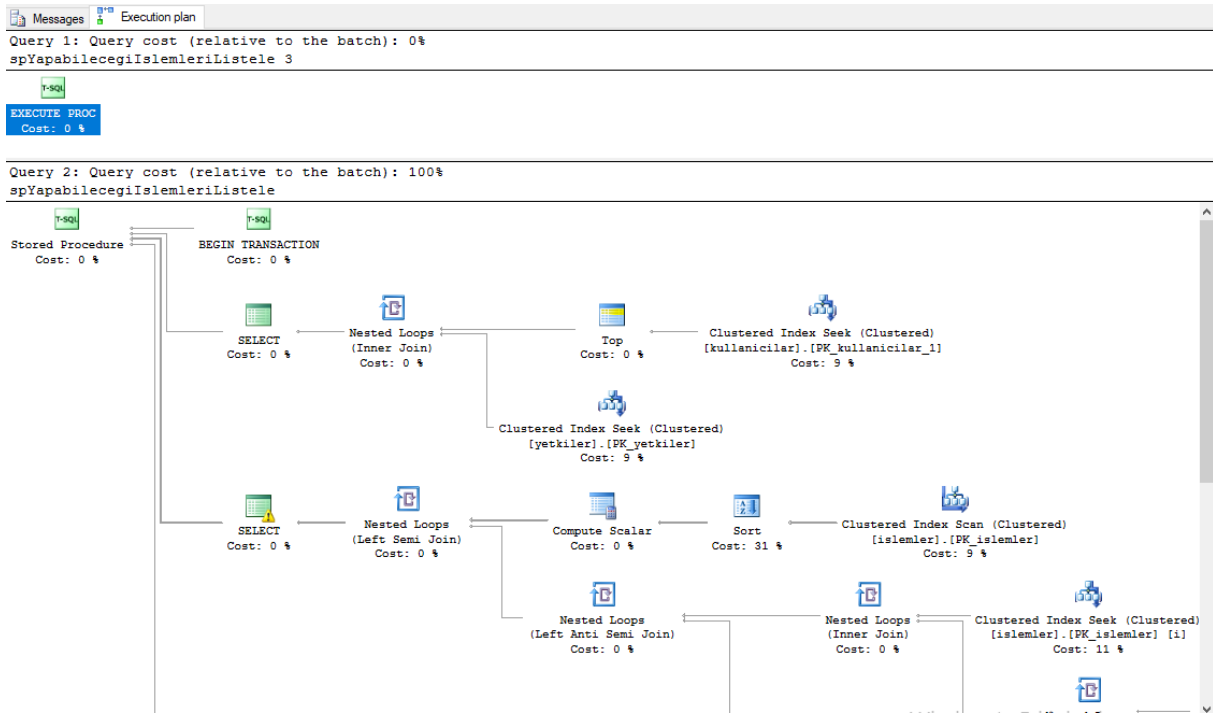 Messages
Execution plan
Query 1: Query cost (relative to the batch): 0%
spYapabilecegiIslemleriListele 3
T-SQL
EXECUTE PROC
Cost: 0 %
Query 2: Query cost (relative to the batch): 100%
spYapabilecegiIslemleriListele
T-SQL
Stored Procedure
Cost: 0 %
T-SQL
BEGIN TRANSACTION
Cost: 0 %
SELECT
Cost: 0 %
Nested Loops
(Inner Join)
Cost: 0 %
Top
Cost: 0 %
Clustered Index Seek (Clustered)
[kullanicilar].[PK_kullanicilar_1]
Cost: 9 %
Clustered Index Seek (Clustered)
[yetkiler].[PK_yetkiler]
Cost: 9 %
SELECT
Cost: 0 %
Nested Loops
(Left Semi Join)
Cost: 0 %
Compute Scalar
Cost: 0 %
Sort
Cost: 31 %
Clustered Index Scan (Clustered)
[islemler].[PK_islemler]
Cost: 9 %
Nested Loops
(Left Anti Semi Join)
Cost: 0 %
Nested Loops
(Inner Join)
Cost: 0 %
Clustered Index Seek (Clustered)
[islemler].[PK_islemler] [i]
Cost: 11 %